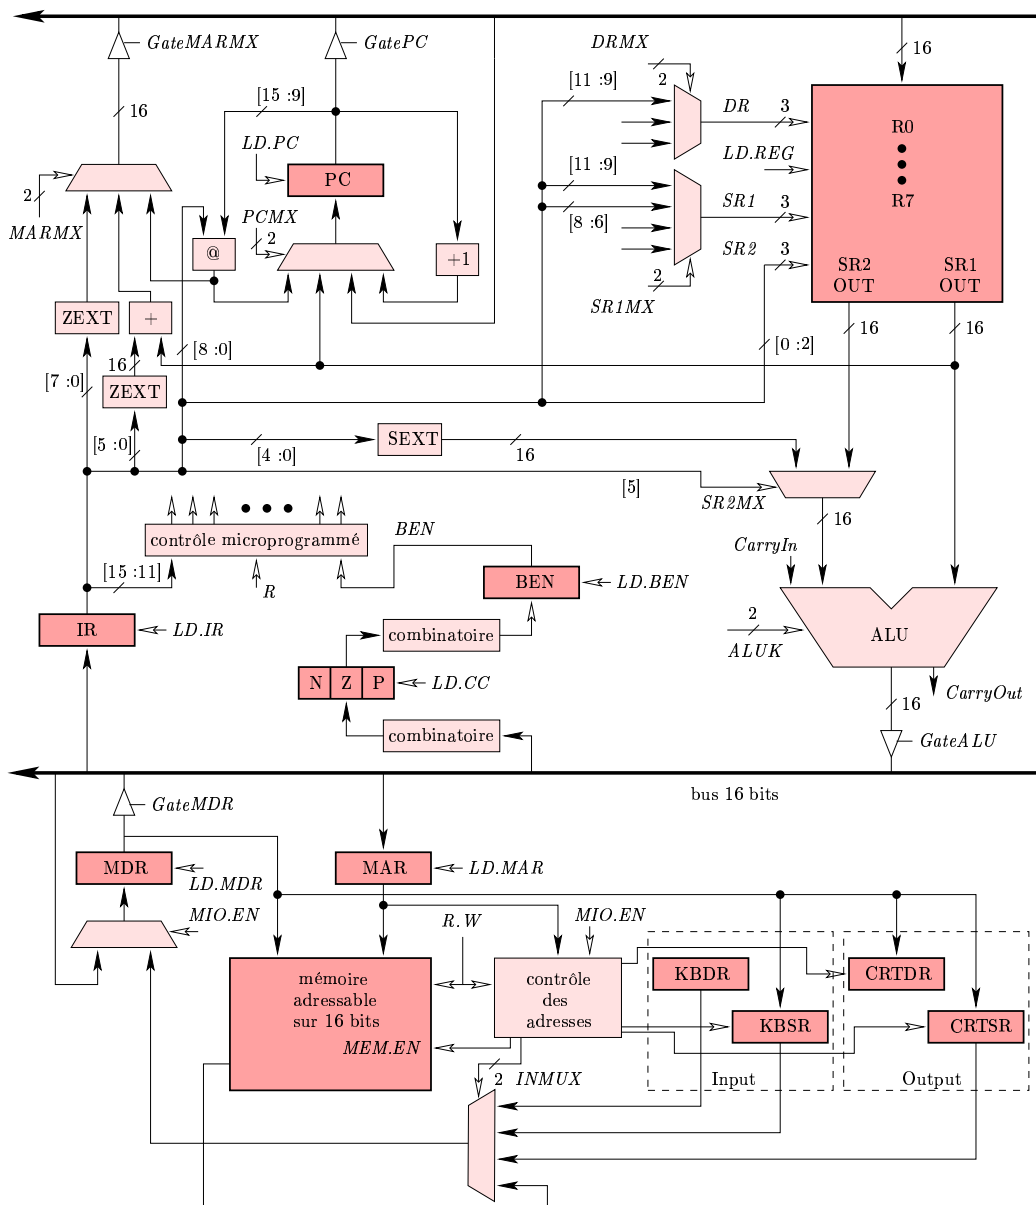 GateMARMX
GatePC
DRMX
16
2
[11 :9]
[15 :9]
16
DR
3
LD.PC
R0
LD.REG
PC
[11 :9]
R7
2
MARMX
PCMX
2
[8 :6]
SR1
3
@
+1
SR2
3
2
SR1MX
SR2
OUT
SR1
OUT
ZEXT
+
16
16
[8 :0]
[0 :2]
16
[7 :0]
ZEXT
[5 :0]
SEXT
[4 :0]
16
[5]
SR2MX
16
contrôle microprogrammé
BEN
CarryIn
[15 :11]
R
BEN
LD.BEN
IR
LD.IR
combinatoire
2
ALUK
ALU
N Z P
LD.CC
CarryOut
16
combinatoire
GateALU
bus 16 bits
GateMDR
MDR
LD.MDR
MAR
LD.MAR
MIO.EN
R.W
MIO.EN
mémoire
adressable
sur 16 bits
MEM.EN
contrôle
des
adresses
KBDR
CRTDR
KBSR
CRTSR
2
INMUX
Input
Output